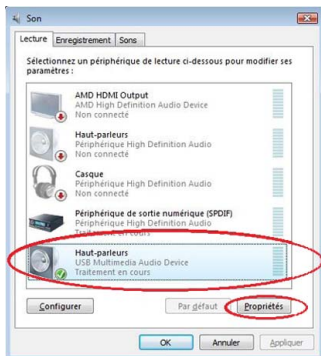 Son
Lecture Enregistrement Sons
Sélectionnez un périphérique de lecture ci-dessous pour modifier ses
paramètres :
AMD HDMI Output
AMD High Definition Audio Device
Non connecté
Haut-parleurs
Périphérique High Definition Audio
Non connecté
Casque
Périphérique High Definition Audio
Non connecté
Périphérique de sortie numérique (SPDIF)
Périphérique High Definition Audio
Traitement en cours
Haut-parleurs
USB Multimedia Audio Device
Traitement en cours
Configurer Par défaut Propriétés
OK Annuler Appliquer